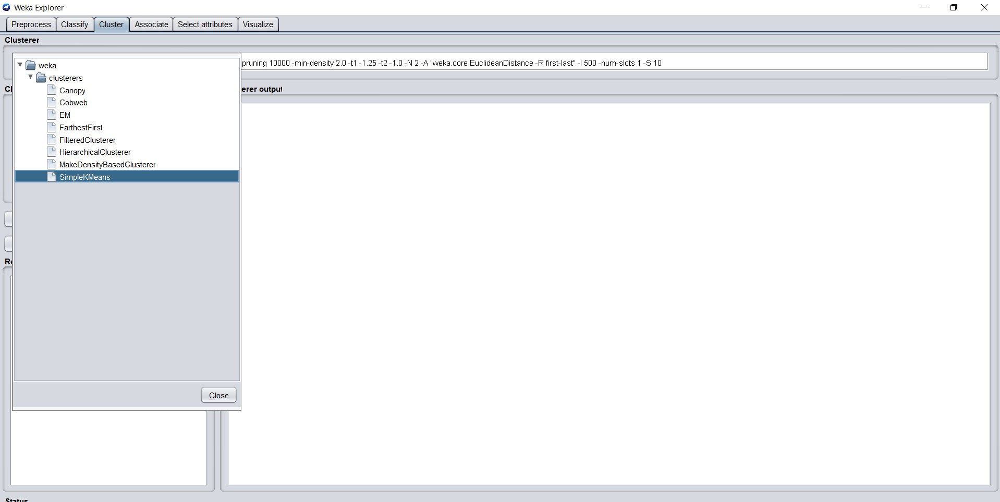 Weka Explorer
Preprocess Classify Cluster Associate Select attributes Visualize
Clusterer
pruning 10000 -min-density 2.0 -t1 -1.25 -t2 -1.0 -N 2 -A "weka.core.EuclideanDistance -R first-last" -I 500 -num-slots 1 -S 10
weka
clusterers
Canopy
Cobweb
EM
FarthestFirst
FilteredClusterer
HierarchicalClusterer
MakeDensityBasedClusterer
SimpleKMeans
Close
Cl
erer output
Re
Status